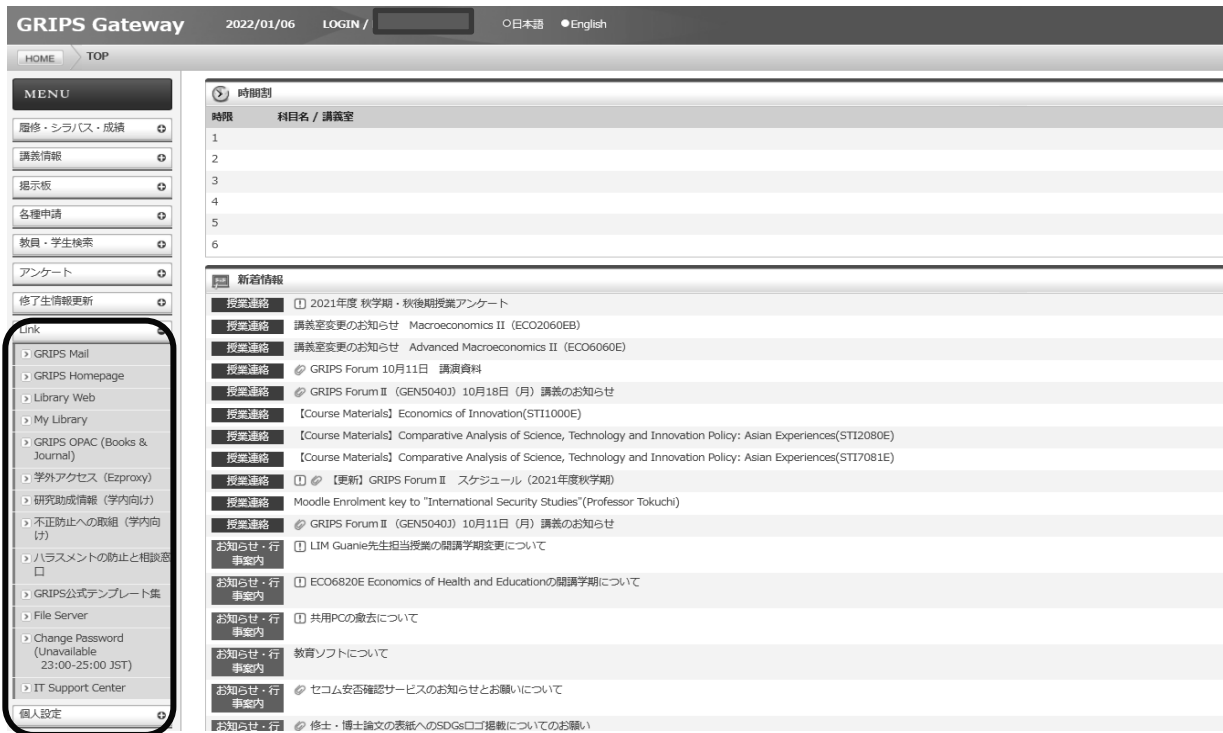 GRIPS Gateway 2022/01/06 LOGIN / ○日本語 ●English
HOME TOP
MENU
履修・シラバス・成績
講義情報
掲示板
各種申請
教員・学生検索
アンケート
修了生情報更新
Link
GRIPS Mail
GRIPS Homepage
Library Web
My Library
GRIPS OPAC (Books &
Journal)
学外アクセス（Ezproxy）
研究助成情報（学内向け）
不正防止への取組（学内向
け）
ハラスメントの防止と相談窓
口
GRIPS公式テンプレート集
File Server
Change Password
(Unavailable
23:00-25:00 JST)
IT Support Center
個人設定
時間割
時限 科目名 / 講義室
1
2
3
4
5
6
新着情報
授業連絡 2021年度 秋学期・秋後期授業アンケート
授業連絡 講義室変更のお知らせ Macroeconomics II（ECO2060EB）
授業連絡 講義室変更のお知らせ Advanced Macroeconomics II（ECO6060E）
授業連絡 GRIPS Forum 10月11日 講演資料
授業連絡 GRIPS ForumⅡ（GEN5040J）10月18日（月）講義のお知らせ
授業連絡 【Course Materials】Economics of Innovation(STI1000E)
授業連絡 【Course Materials】Comparative Analysis of Science, Technology and Innovation Policy: Asian Experiences(STI2080E)
授業連絡 【Course Materials】Comparative Analysis of Science, Technology and Innovation Policy: Asian Experiences(STI7081E)
授業連絡 【更新】GRIPS ForumⅡ スケジュール（2021年度秋学期）
授業連絡 Moodle Enrolment key to "International Security Studies"(Professor Tokuchi)
授業連絡 GRIPS ForumⅡ（GEN5040J）10月11日（月）講義のお知らせ
お知らせ・行
事案内 LIM Guanie先生担当授業の開講学期変更について
お知らせ・行
事案内 ECO6820E Economics of Health and Educationの開講学期について
お知らせ・行
事案内 共用PCの撤去について
お知らせ・行
事案内 教育ソフトについて
お知らせ・行
事案内 セコム安否確認サービスのお知らせとお願いについて
お知らせ・行 修士・博士論文の表紙へのSDGsロゴ掲載についてのお願い